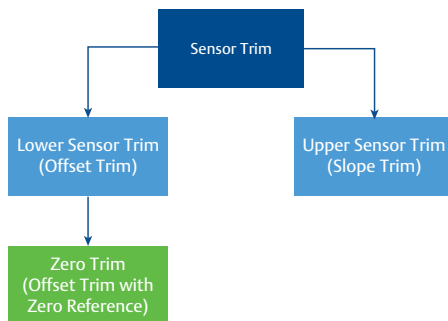 Sensor Trim
Lower Sensor Trim
(Offset Trim)
Upper Sensor Trim
(Slope Trim)
Zero Trim
(Offset Trim with
Zero Reference)